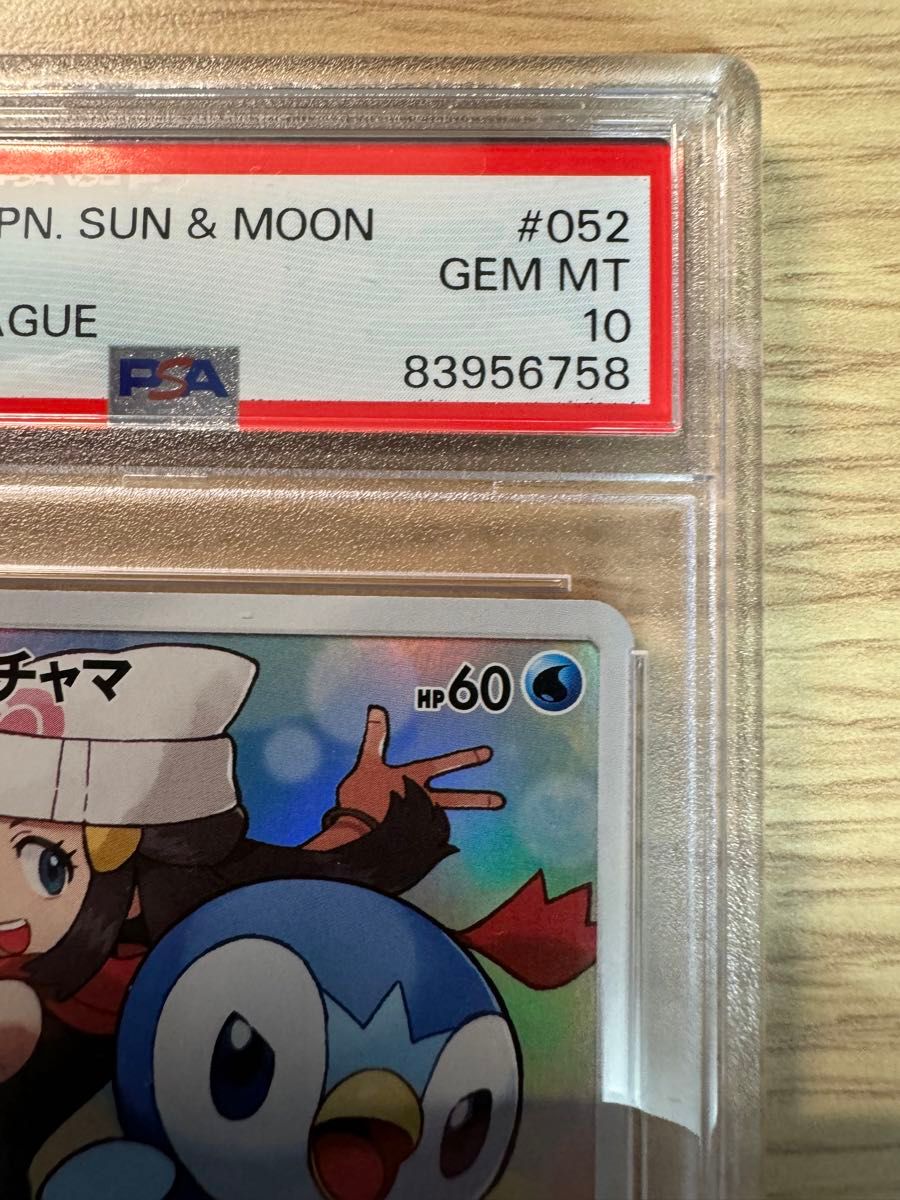 PN. SUN & MOON #052
GEM MT
AGUE 10
PSA 83956758
チャマ HP60